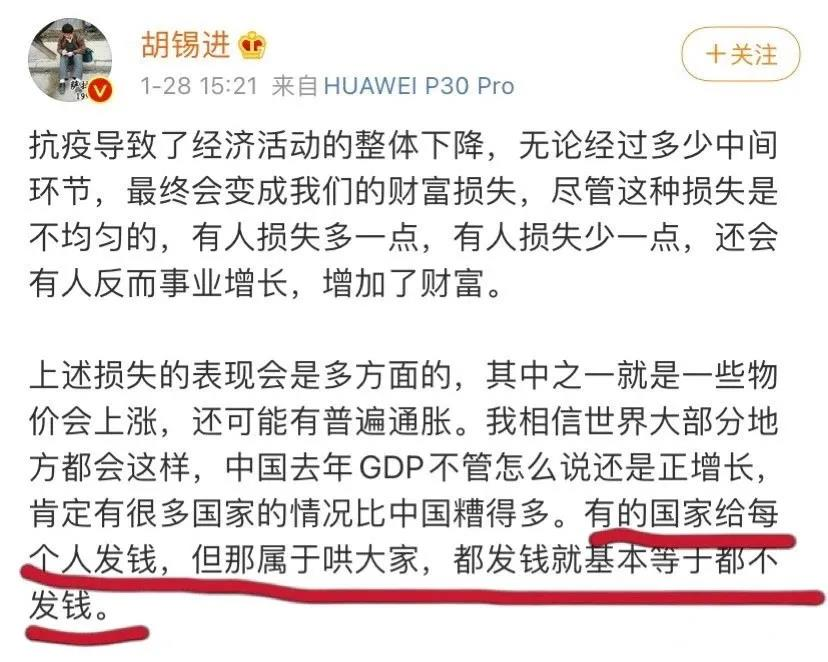 胡锡进
1-28 15:21 来自HUAWEI P30 Pro
+关注
抗疫导致了经济活动的整体下降，无论经过多少中间
环节，最终会变成我们的财富损失，尽管这种损失是
不均匀的，有人损失多一点，有人损失少一点，还会
有人反而事业增长，增加了财富。
上述损失的表现会是多方面的，其中之一就是一些物
价会上涨，还可能有普遍通胀。我相信世界大部分地
方都会这样，中国去年GDP不管怎么说还是正增长，
肯定有很多国家的情况比中国糟得多。有的国家给每
个人发钱，但那属于哄大家，都发钱就基本等于都不
发钱。